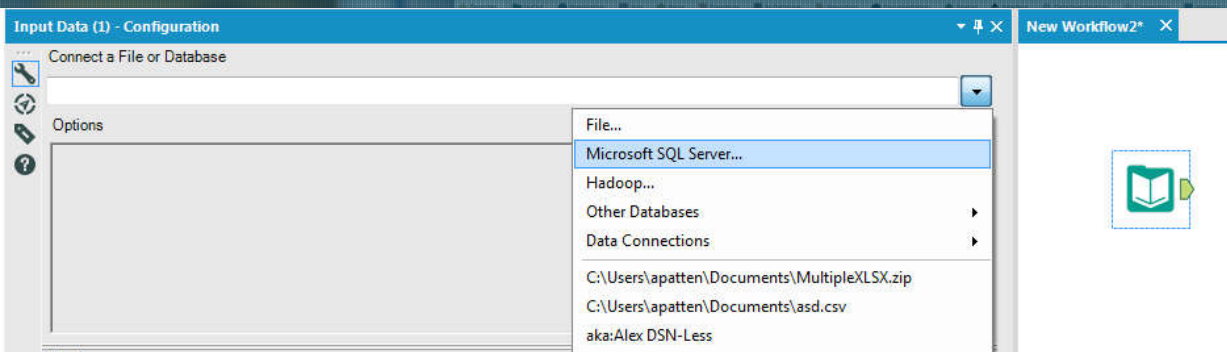 Input Data (1) - Configuration
New Workflow2*
Connect a File or Database
Options
File...
Microsoft SQL Server...
Hadoop...
Other Databases
Data Connections
C:\Users\apatten\Documents\MultipleXLSX.zip
C:\Users\apatten\Documents\asd.csv
aka:Alex DSN-Less